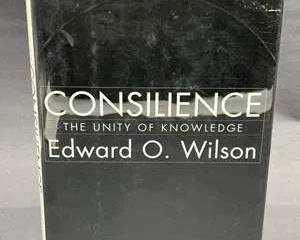 CONSILIENCE
THE UNITY OF KNOWLEDGE
Edward O. Wilson